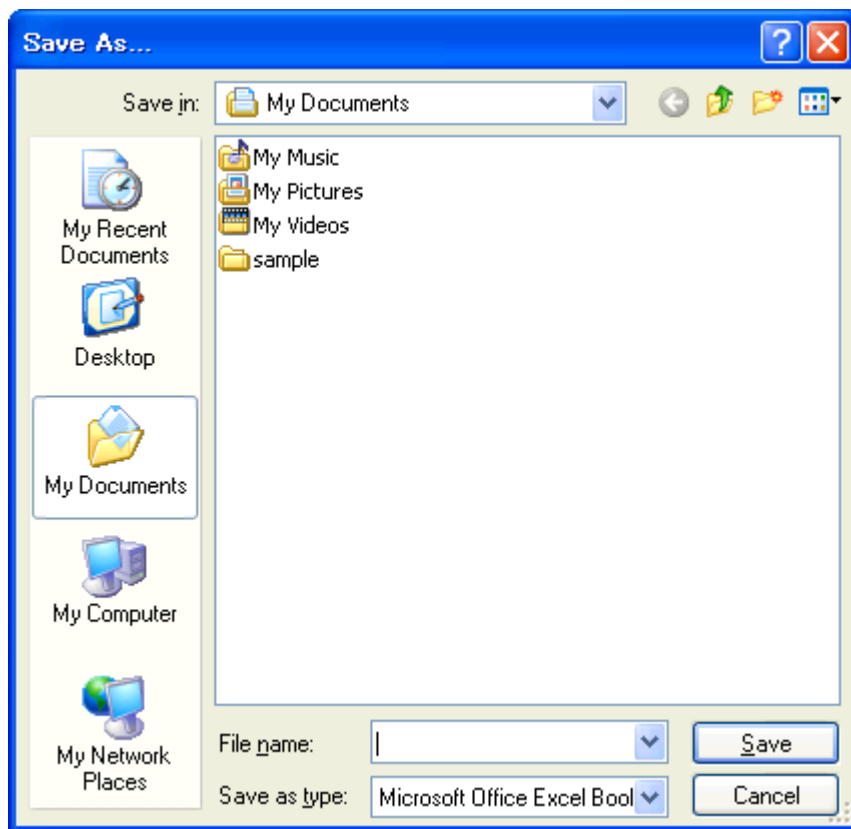 Save As...
Save in:
My Documents
My Recent
Documents
Desktop
My Documents
My Computer
My Network
Places
My Music
My Pictures
My Videos
sample
File name:
Save
Save as type:
Microsoft Office Excel Bool
Cancel